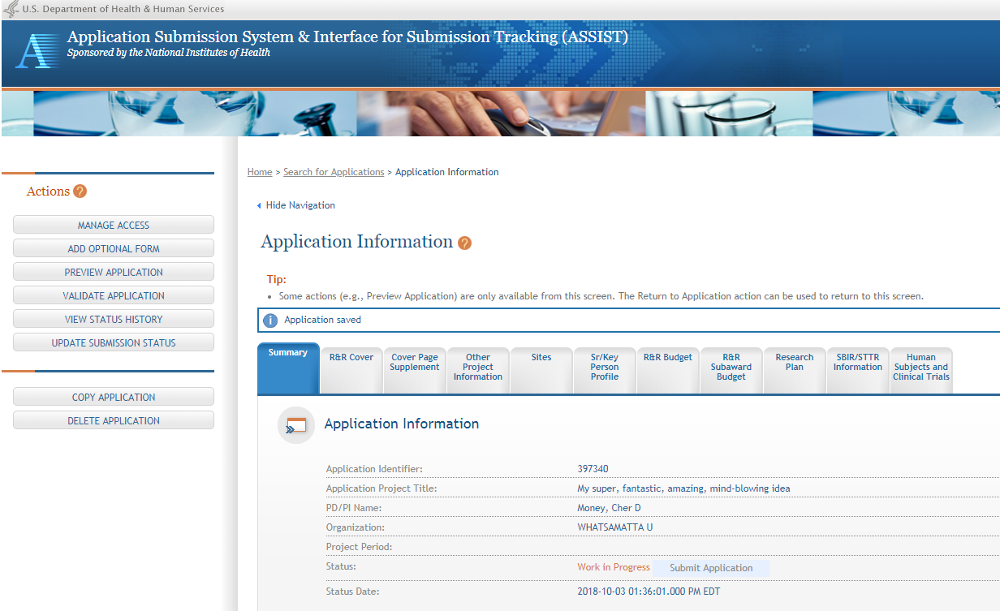 U.S. Department of Health & Human Services
Application Submission System & Interface for Submission Tracking (ASSIST)
Sponsored by the National Institutes of Health
Home > Search for Applications > Application Information
Actions ?
MANAGE ACCESS
ADD OPTIONAL FORM
PREVIEW APPLICATION
VALIDATE APPLICATION
VIEW STATUS HISTORY
UPDATE SUBMISSION STATUS
COPY APPLICATION
DELETE APPLICATION
Hide Navigation
Application Information ?
Tip:
• Some actions (e.g., Preview Application) are only available from this screen. The Return to Application action can be used to return to this screen.
i Application saved
Summary
R&R Cover
Cover Page
Supplement
Other
Project
Information
Sites
Sr/Key
Person
Profile
R&R Budget
R&R
Subaward
Budget
Research
Plan
SBIR/STTR
Information
Human
Subjects and
Clinical Trials
Application Information
Application Identifier: 397340
Application Project Title: My super, fantastic, amazing, mind-blowing idea
PD/PI Name: Money, Cher D
Organization: WHATSAMATTA U
Project Period:
Status: Work in Progress Submit Application
Status Date: 2018-10-03 01:36:01.000 PM EDT